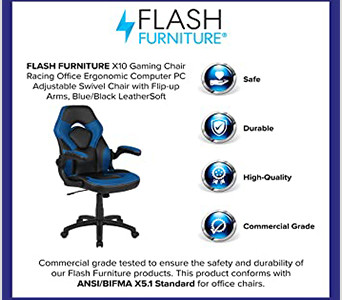 FLASH
FURNITURE®
FLASH FURNITURE X10 Gaming Chair
Racing Office Ergonomic Computer PC
Adjustable Swivel Chair with Flip-up
Arms, Blue/Black LeatherSoft
Safe
Durable
High-Quality
Commercial Grade
Commercial grade tested to ensure the safety and durability of
our Flash Furniture products. This product conforms with
ANSI/BIFMA X5.1 Standard for office chairs.